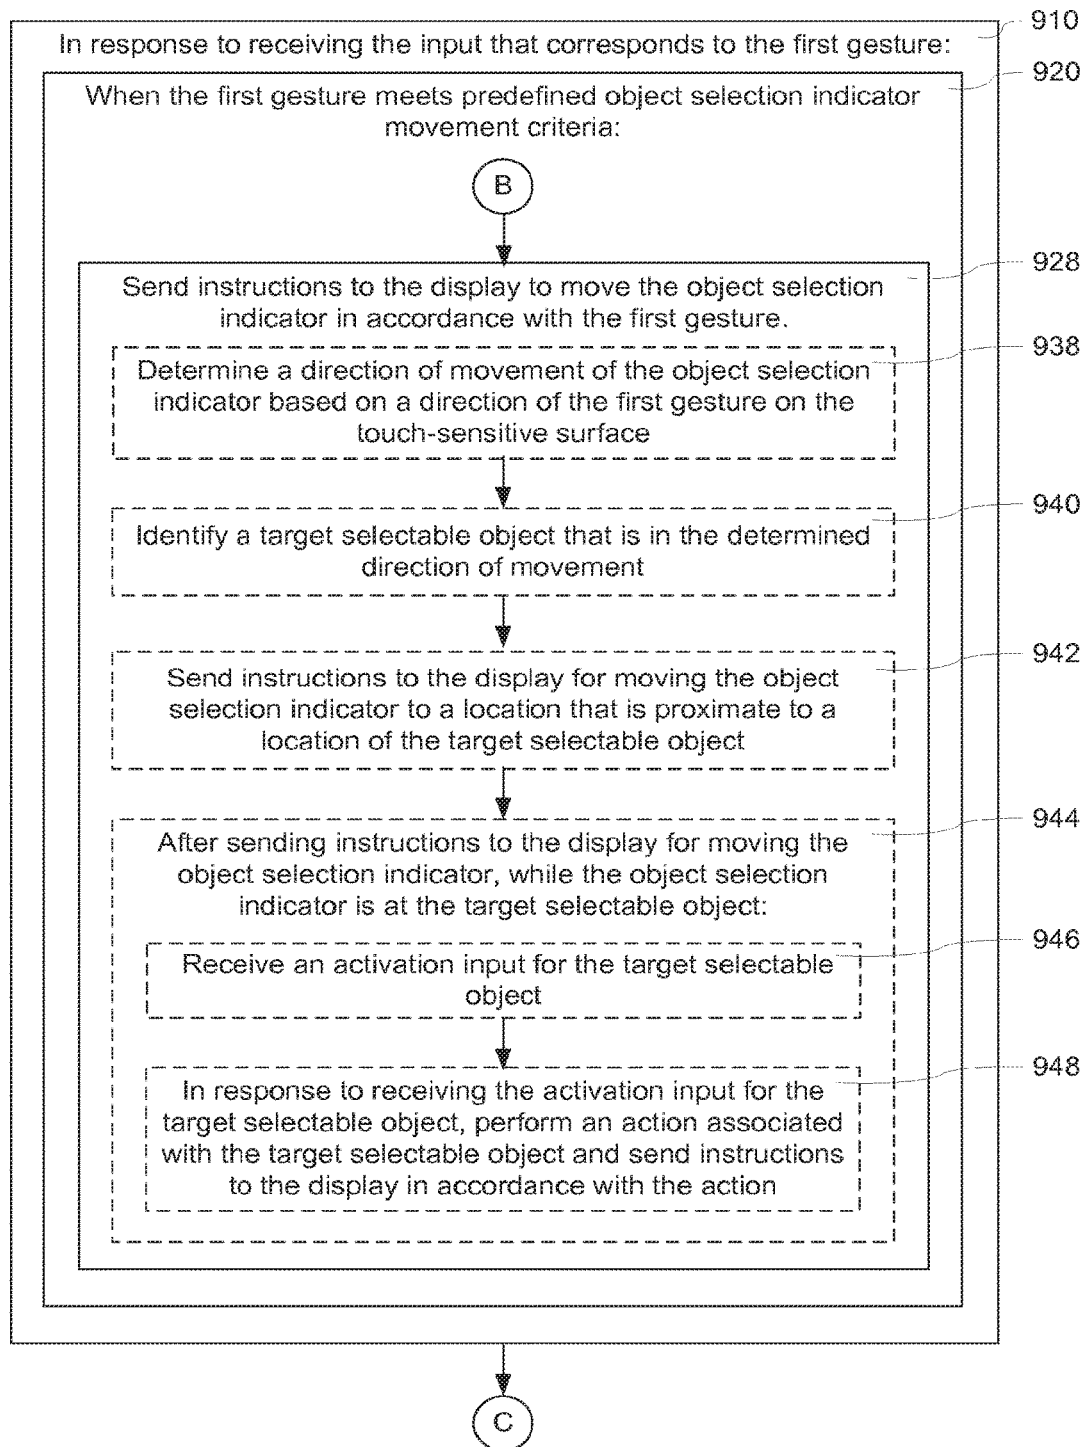 910
In response to receiving the input that corresponds to the first gesture:
920
When the first gesture meets predefined object selection indicator
movement criteria:
B
928
Send instructions to the display to move the object selection
indicator in accordance with the first gesture.
938
Determine a direction of movement of the object selection
indicator based on a direction of the first gesture on the
touch-sensitive surface
940
Identify a target selectable object that is in the determined
direction of movement
942
Send instructions to the display for moving the object
selection indicator to a location that is proximate to a
location of the target selectable object
944
After sending instructions to the display for moving the
object selection indicator, while the object selection
indicator is at the target selectable object:
946
Receive an activation input for the target selectable
object
948
In response to receiving the activation input for the
target selectable object, perform an action associated
with the target selectable object and send instructions
to the display in accordance with the action
C